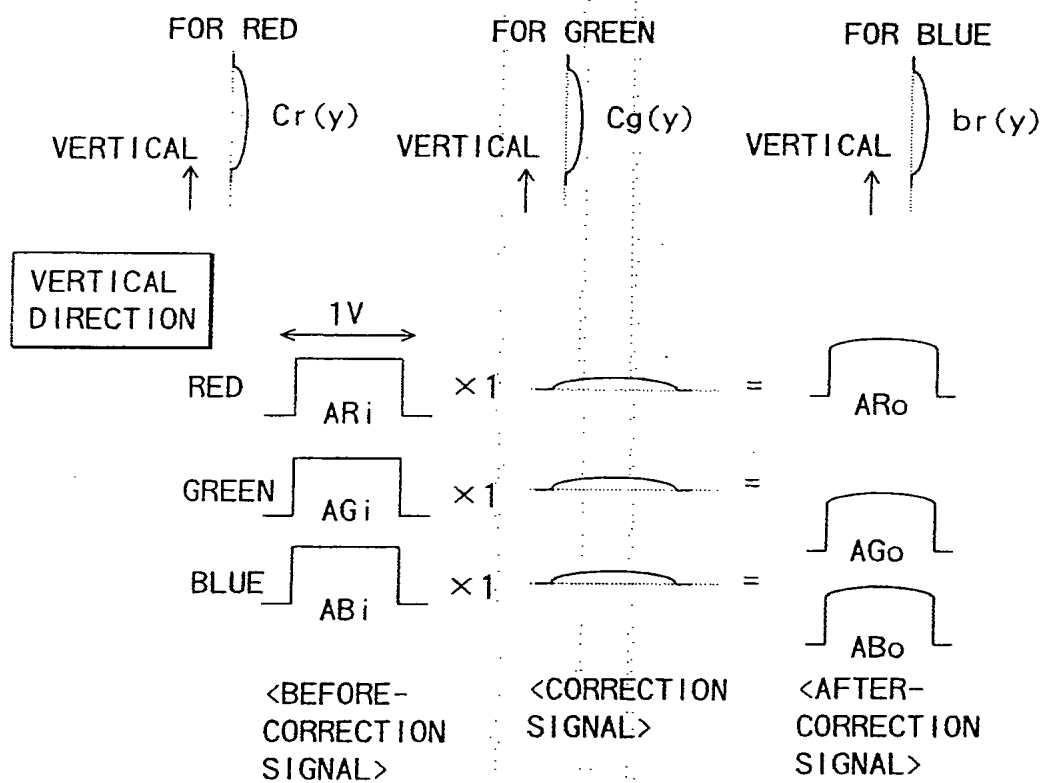 FOR RED
FOR GREEN
FOR BLUE
Cr(y)
Cg(y)
br(y)
VERTICAL
VERTICAL
VERTICAL
VERTICAL
DIRECTION
1V
RED
ARi
×1
=
ARo
GREEN
AGi
×1
=
AGo
BLUE
ABi
×1
=
ABo
<BEFORE-
CORRECTION
SIGNAL>
<CORRECTION
SIGNAL>
<AFTER-
CORRECTION
SIGNAL>